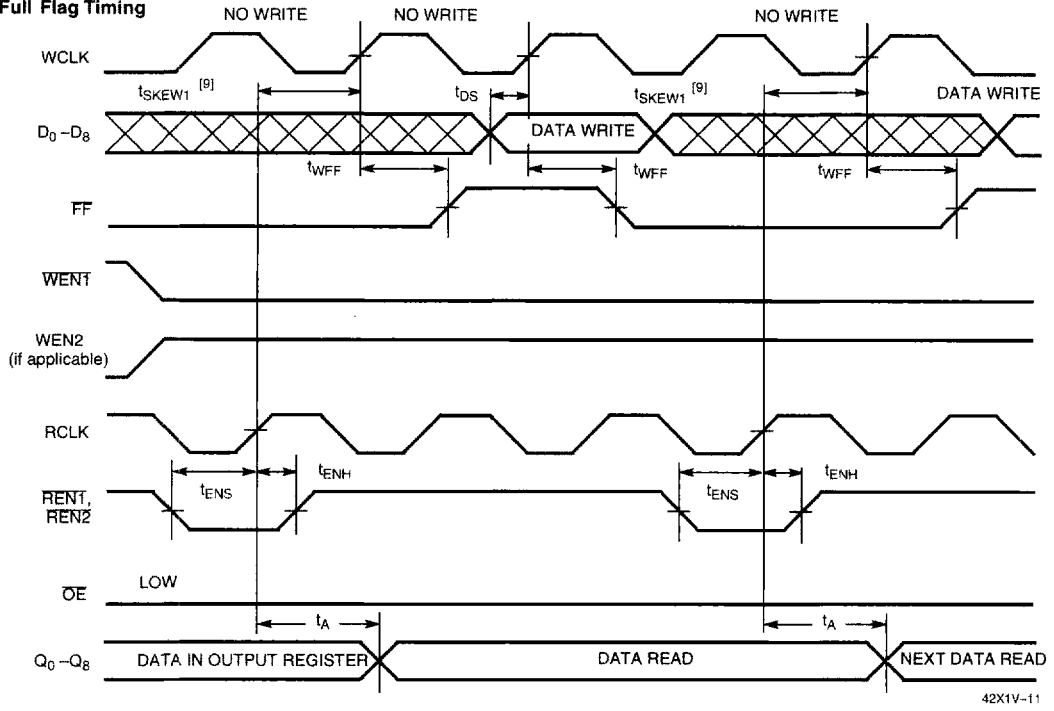 Full Flag Timing
NO WRITE
NO WRITE
NO WRITE
WCLK
tSKEW1 [9]
tDS
tSKEW1 [9]
DATA WRITE
D0 –D8
DATA WRITE
tWFF
tWFF
tWFF
FF
WEN1
WEN2
(if applicable)
RCLK
tENS
tENH
tENS
tENH
REN1,
REN2
OE
LOW
tA
tA
Q0 –Q8
DATA IN OUTPUT REGISTER
DATA READ
NEXT DATA READ
42X1V–11